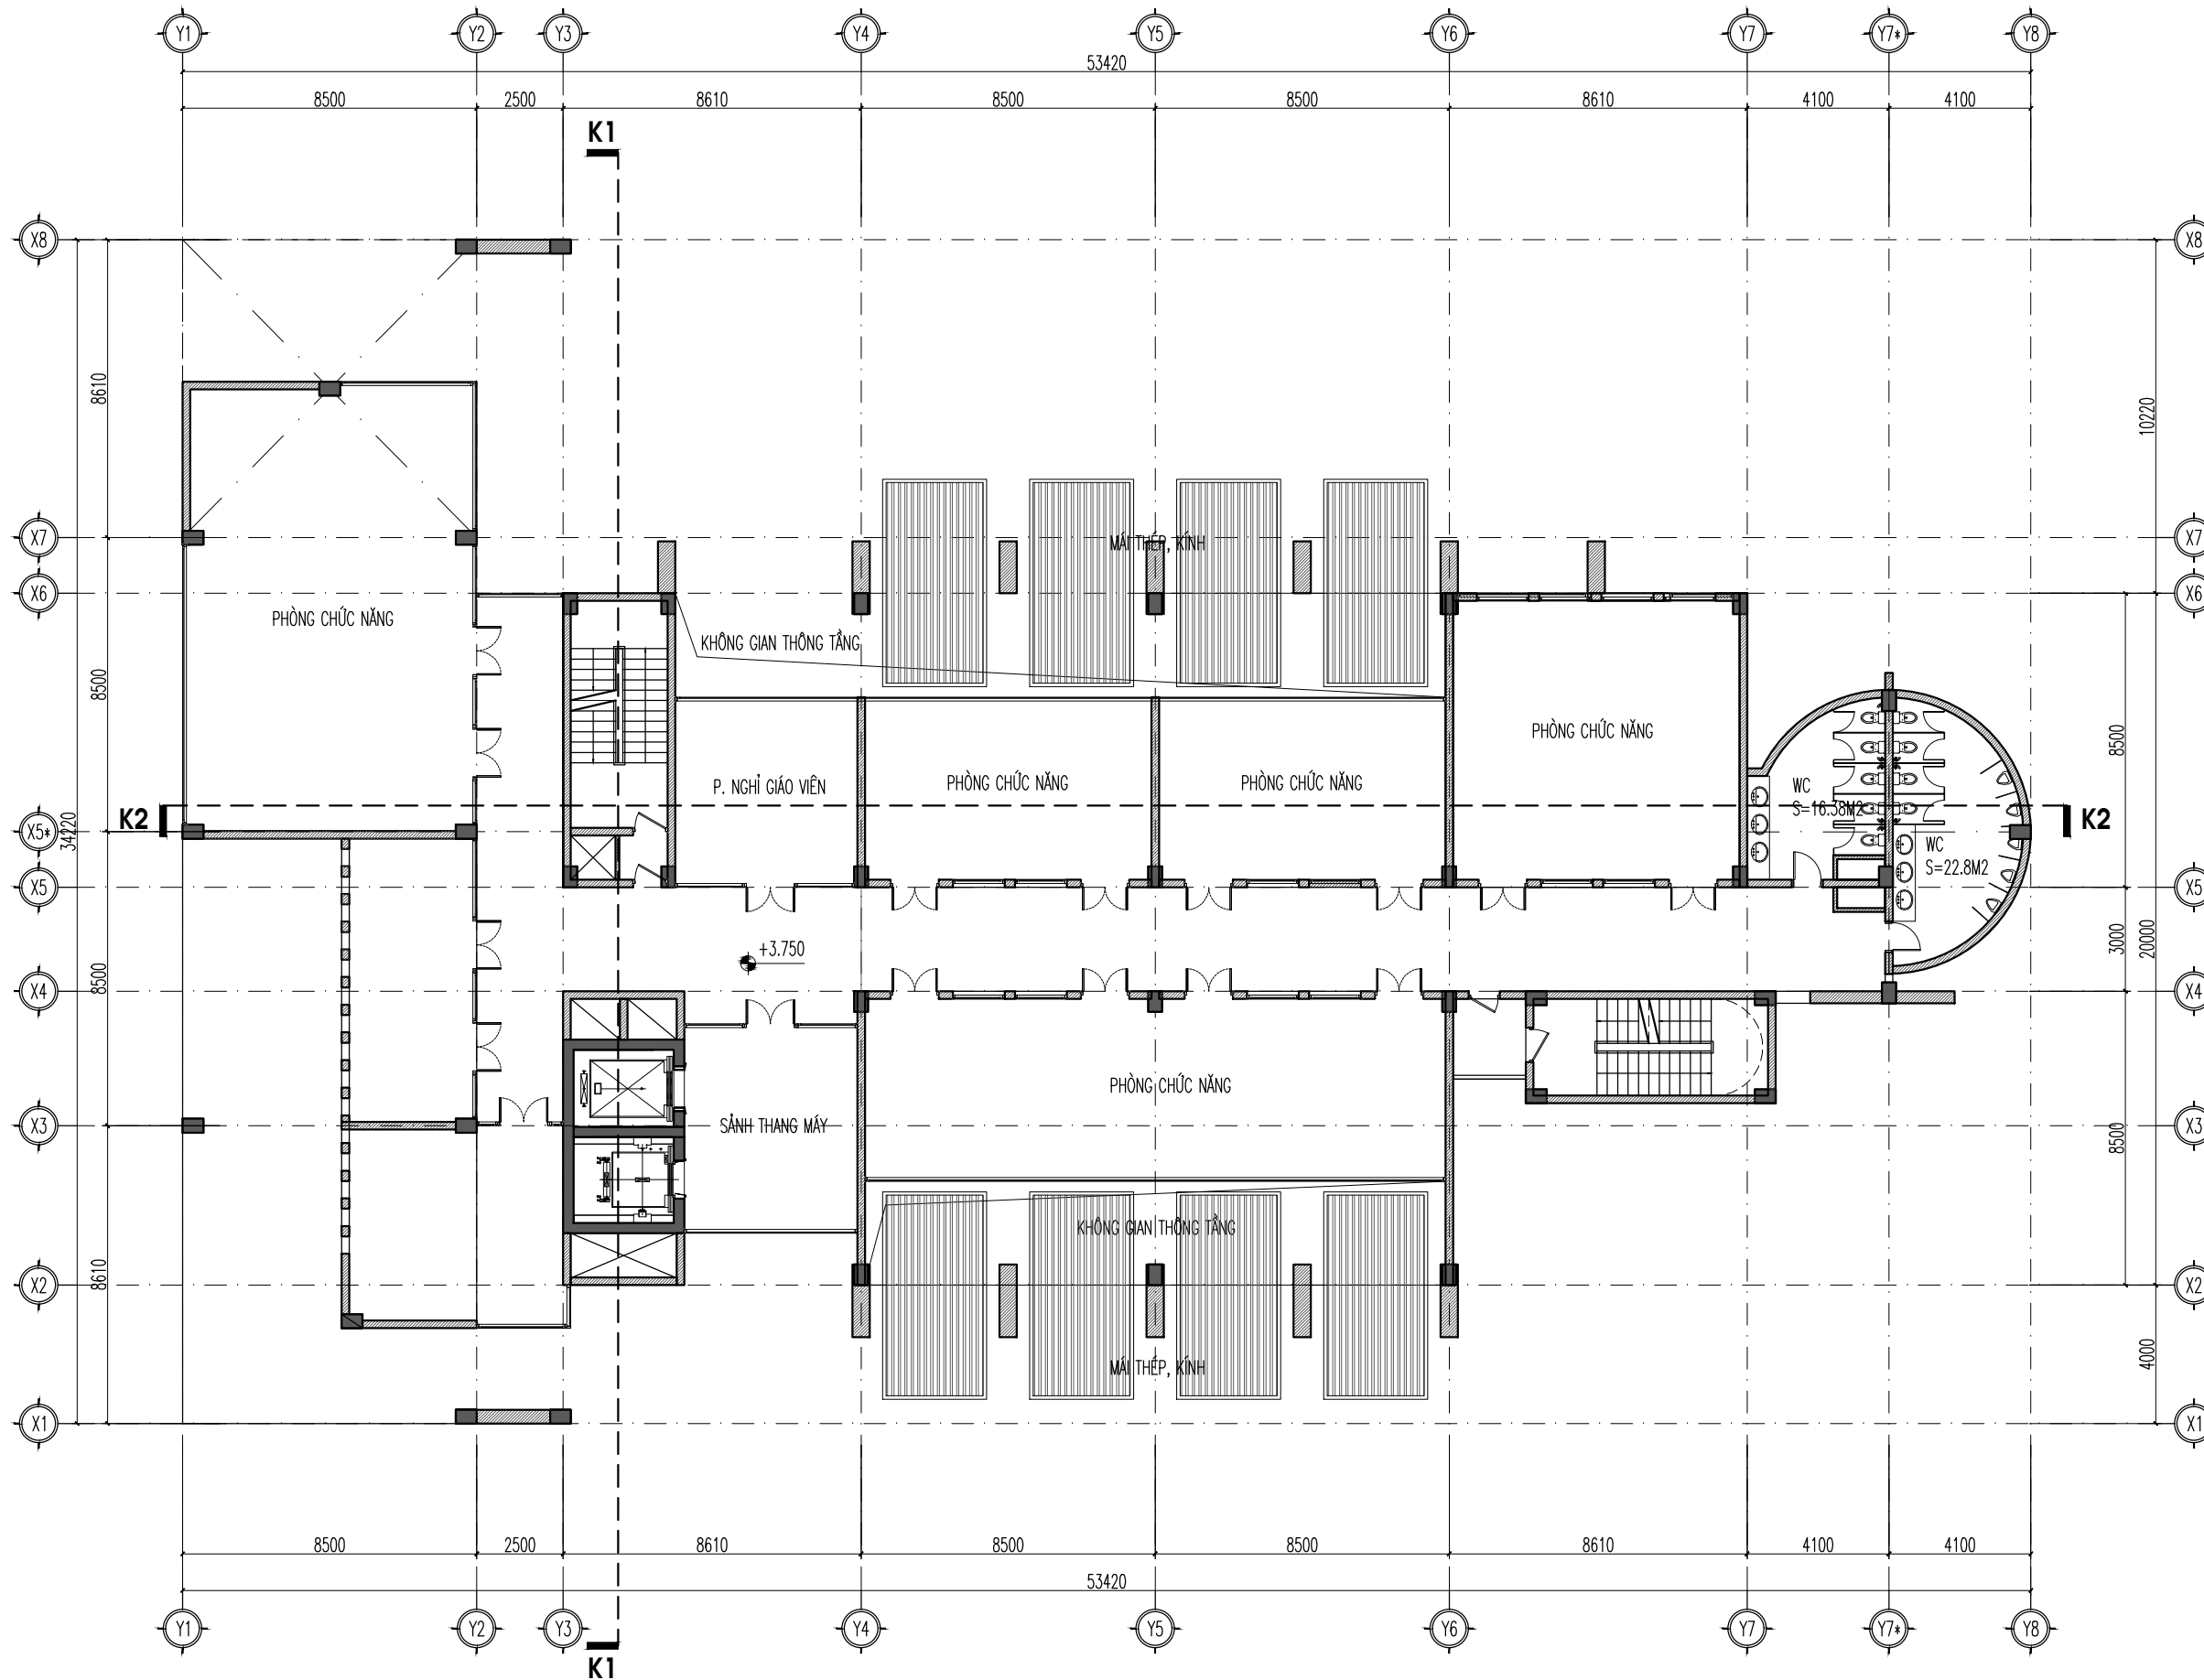 Y1 Y2 Y3 Y4 Y5 Y6 Y7 Y7* Y8
53420
8500 2500 8610 8500 8500 8610 4100 4100
K1
X8 X8
8610
10220
X7 MÁI THÉP, KÍNH X7
X6 X6
PHÒNG CHỨC NĂNG
KHÔNG GIAN THÔNG TẦNG
8500
8500
PHÒNG CHỨC NĂNG
P. NGHỈ GIÁO VIÊN
PHÒNG CHỨC NĂNG
PHÒNG CHỨC NĂNG
WC
S=16.38M2
K2 K2
X5*
34220
WC
S=22.8M2
X5 X5
+3.750
8500
3000
20000
X4 X4
PHÒNG CHỨC NĂNG
X3 SẢNH THANG MÁY X3
8500
KHÔNG GIAN THÔNG TẦNG
8610
X2 X2
MÁI THÉP, KÍNH
4000
X1 X1
8500 2500 8610 8500 8500 8610 4100 4100
53420
Y1 Y2 Y3 Y4 Y5 Y6 Y7 Y7* Y8
K1